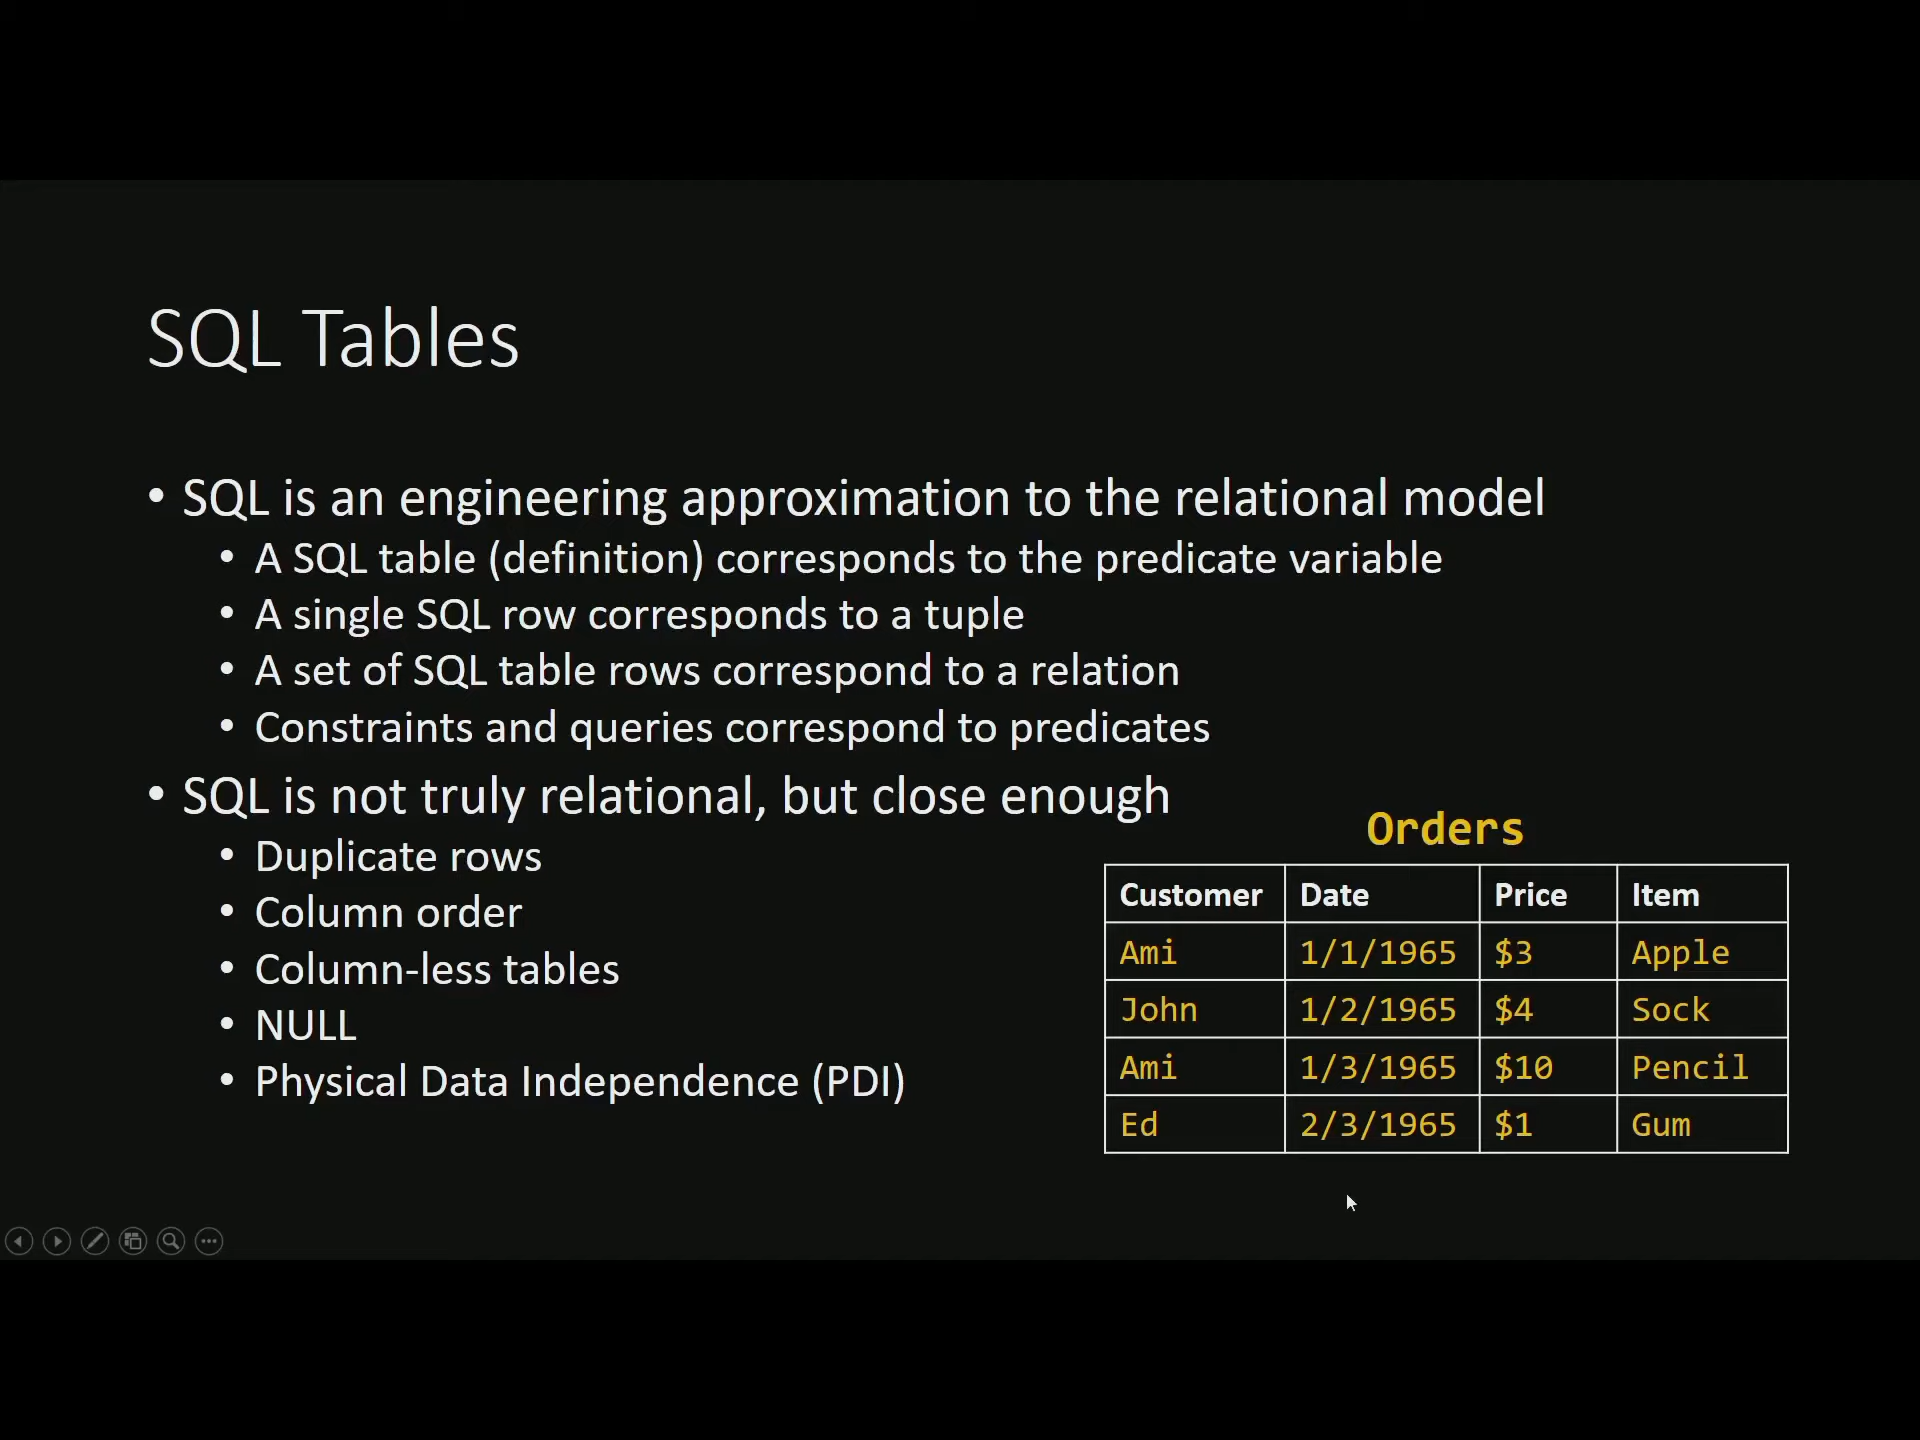 SQL Tables
• SQL is an engineering approximation to the relational model
• A SQL table (definition) corresponds to the predicate variable
• A single SQL row corresponds to a tuple
• A set of SQL table rows correspond to a relation
• Constraints and queries correspond to predicates
• SQL is not truly relational, but close enough
• Duplicate rows
• Column order
• Column-less tables
• NULL
• Physical Data Independence (PDI)
Orders
Customer Date Price Item
Ami 1/1/1965 $3 Apple
John 1/2/1965 $4 Sock
Ami 1/3/1965 $10 Pencil
Ed 2/3/1965 $1 Gum